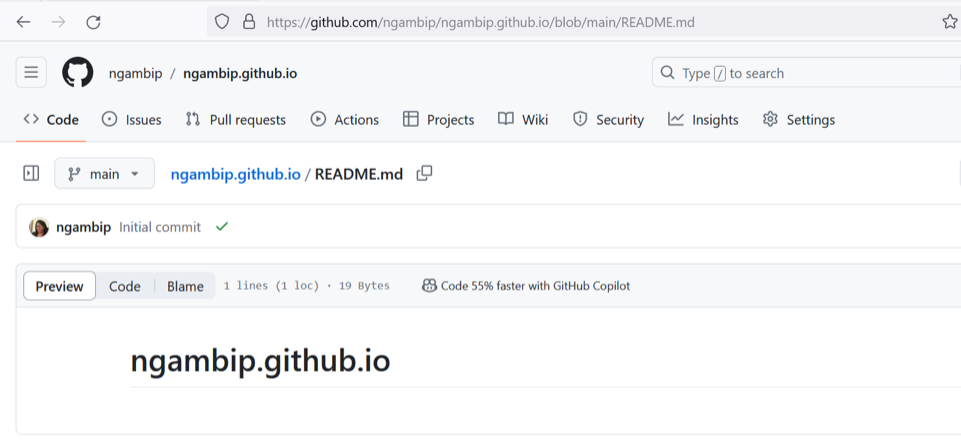 https://github.com/ngambip/ngambip.github.io/blob/main/README.md
ngambip / ngambip.github.io
Type / to search
Code Issues Pull requests Actions Projects Wiki Security Insights Settings
main ngambip.github.io / README.md
ngambip Initial commit
Preview Code Blame 1 lines (1 loc) · 19 Bytes Code 55% faster with GitHub Copilot
ngambip.github.io